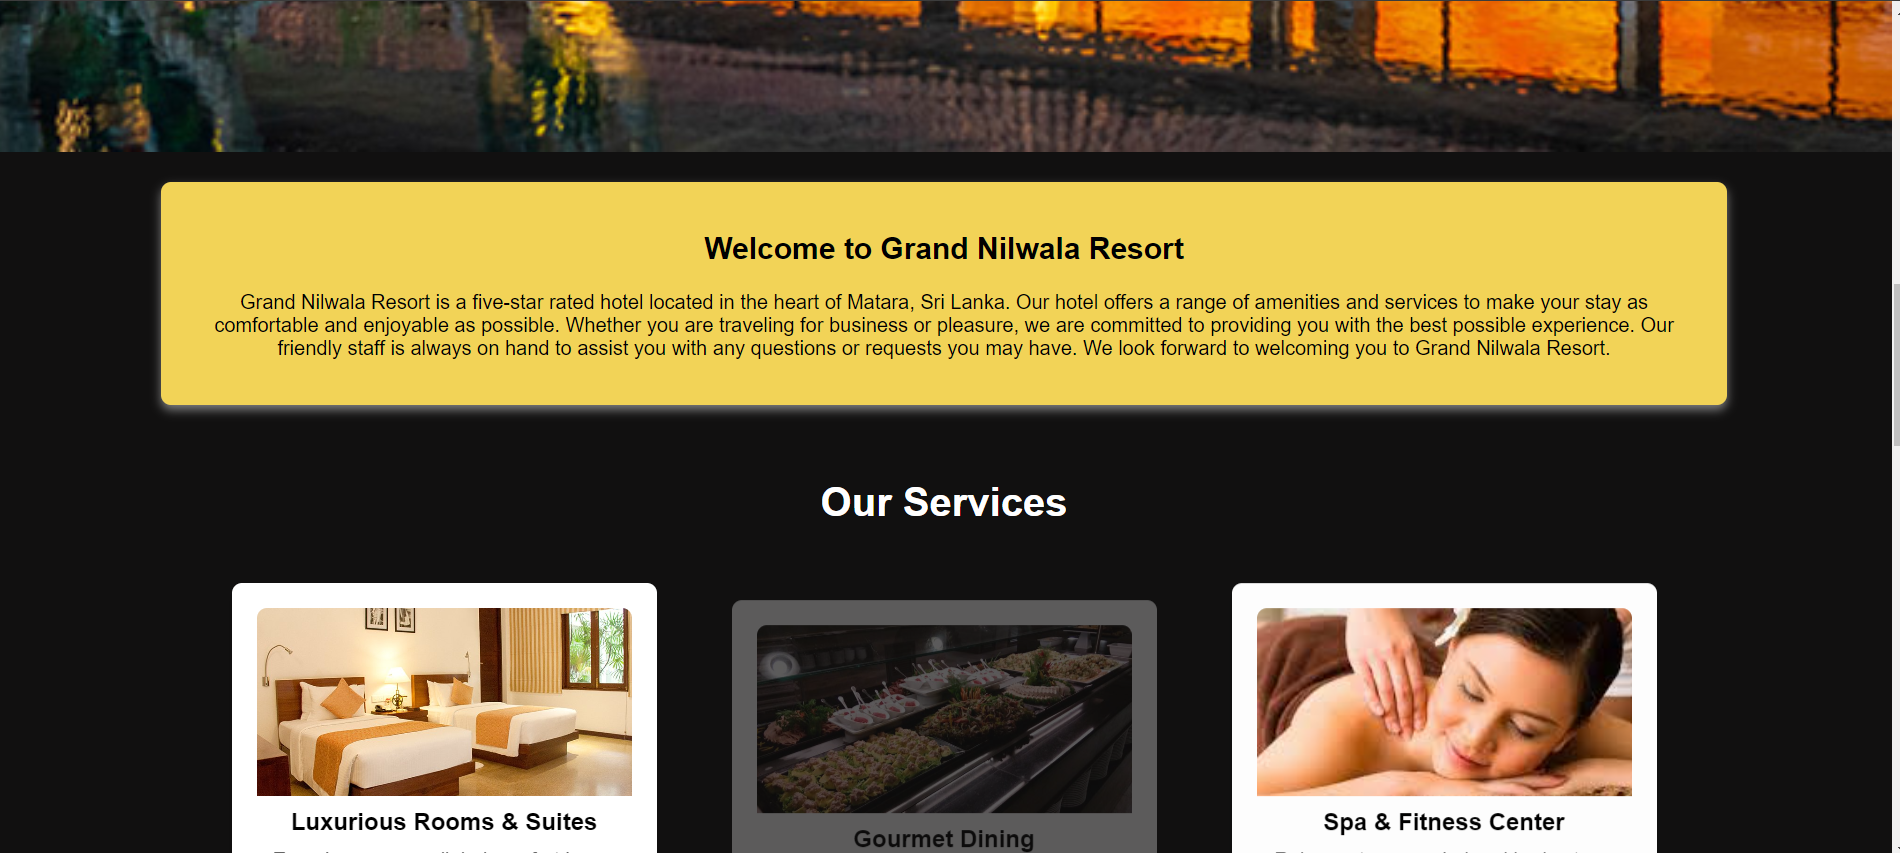 Welcome to Grand Nilwala Resort
Grand Nilwala Resort is a five-star rated hotel located in the heart of Matara, Sri Lanka. Our hotel offers a range of amenities and services to make your stay as
comfortable and enjoyable as possible. Whether you are traveling for business or pleasure, we are committed to providing you with the best possible experience. Our
friendly staff is always on hand to assist you with any questions or requests you may have. We look forward to welcoming you to Grand Nilwala Resort.
Our Services
Luxurious Rooms & Suites
Gourmet Dining
Spa & Fitness Center